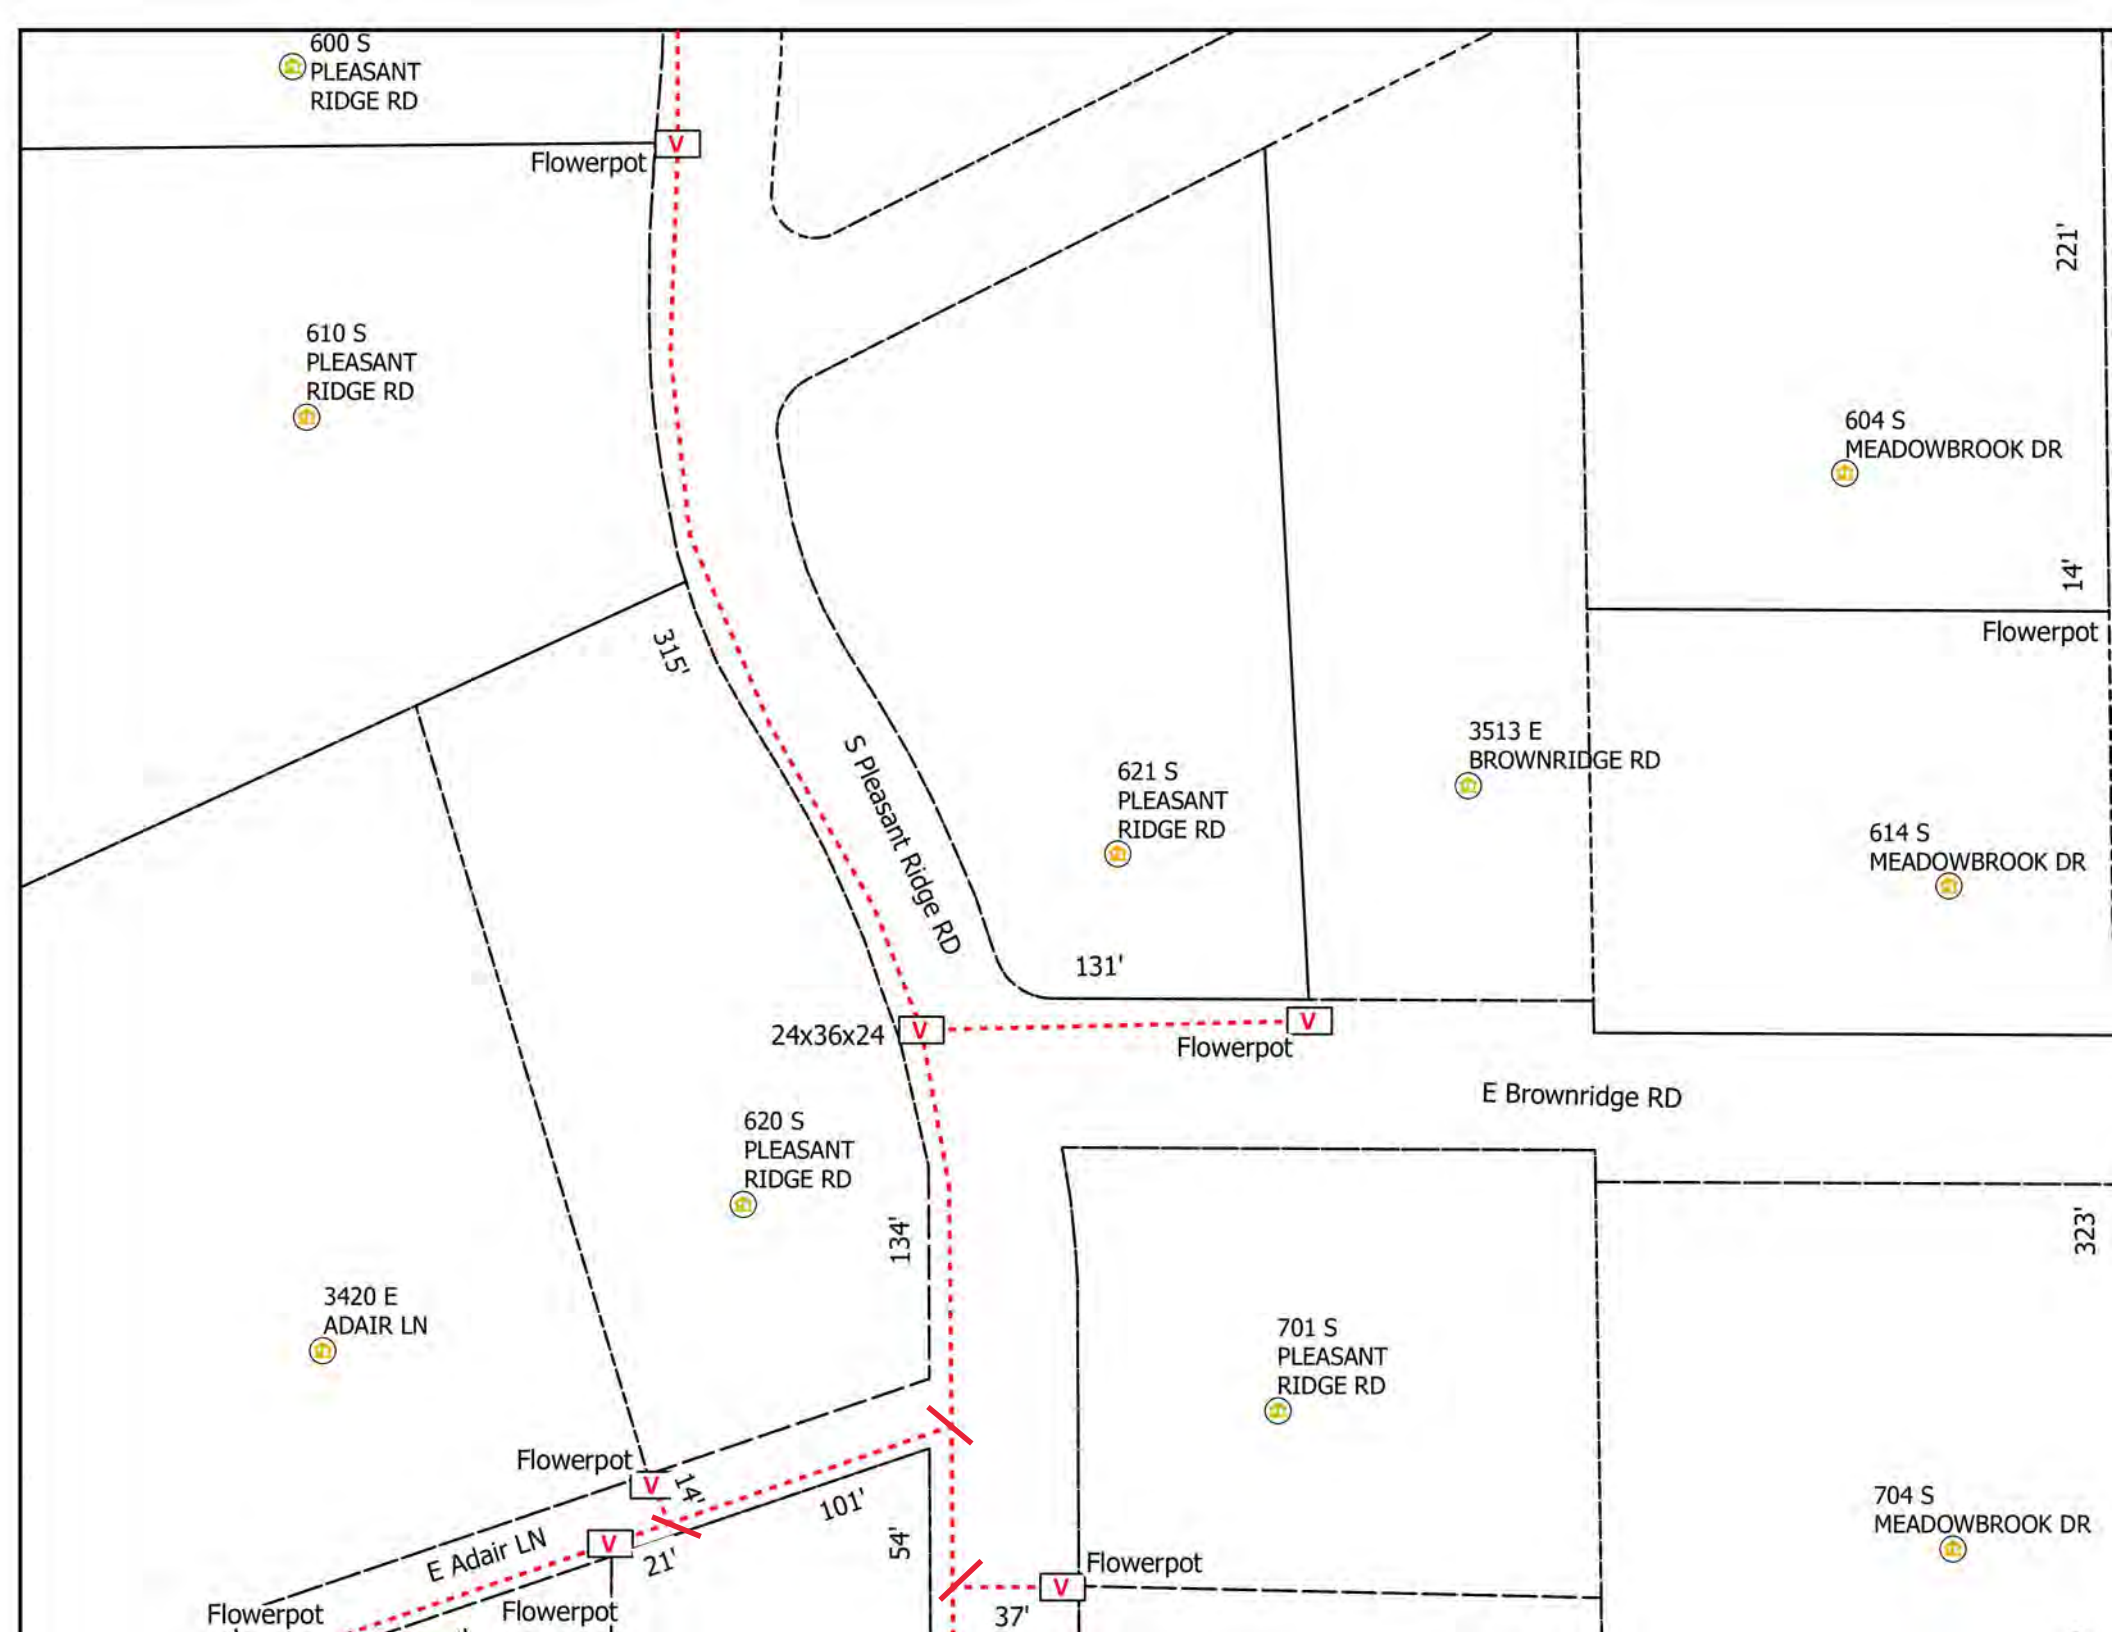 600 S
PLEASANT
RIDGE RD
V
Flowerpot
221'
610 S
PLEASANT
RIDGE RD
604 S
MEADOWBROOK DR
14'
Flowerpot
315'
S Pleasant Ridge RD
3513 E
BROWNRIDGE RD
621 S
PLEASANT
RIDGE RD
614 S
MEADOWBROOK DR
131'
24x36x24
V
V
Flowerpot
E Brownridge RD
620 S
PLEASANT
RIDGE RD
134'
323'
3420 E
ADAIR LN
701 S
PLEASANT
RIDGE RD
Flowerpot
V
14'
101'
704 S
MEADOWBROOK DR
E Adair LN
V
21'
54'
Flowerpot
V
37'
Flowerpot
Flowerpot